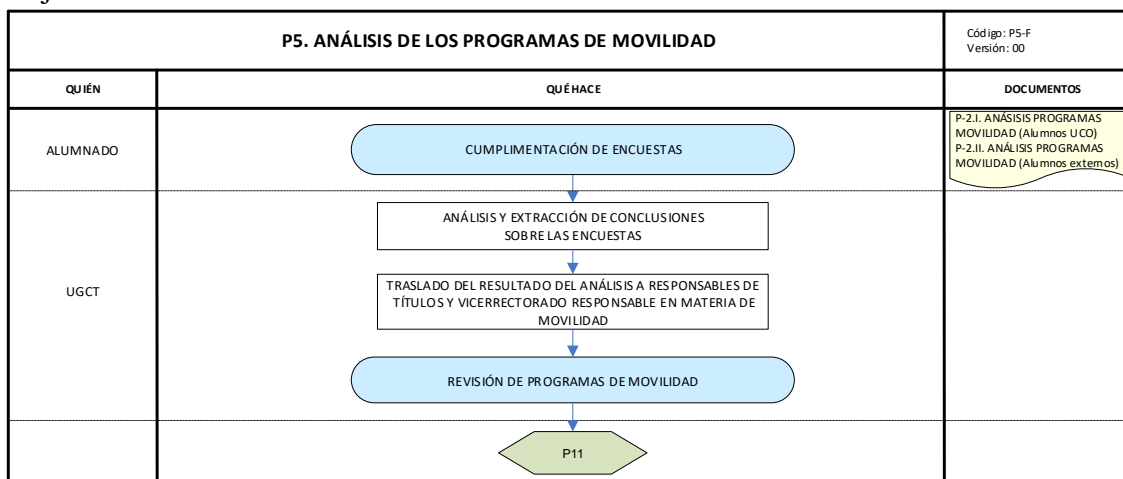 P5. ANÁLISIS DE LOS PROGRAMAS DE MOVILIDAD
Código: P5-F
Versión: 00
QUIÉN
QUÉ HACE
DOCUMENTOS
ALUMNADO
CUMPLIMENTACIÓN DE ENCUESTAS
P-2.I. ANÁSISIS PROGRAMAS
MOVILIDAD (Alumnos UCO)
P-2.II. ANÁLISIS PROGRAMAS
MOVILIDAD (Alumnos externos)
UGCT
ANÁLISIS Y EXTRACCIÓN DE CONCLUSIONES
SOBRE LAS ENCUESTAS
TRASLADO DEL RESULTADO DEL ANÁLISIS A RESPONSABLES DE
TÍTULOS Y VICERRECTORADO RESPONSABLE EN MATERIA DE
MOVILIDAD
REVISIÓN DE PROGRAMAS DE MOVILIDAD
P11